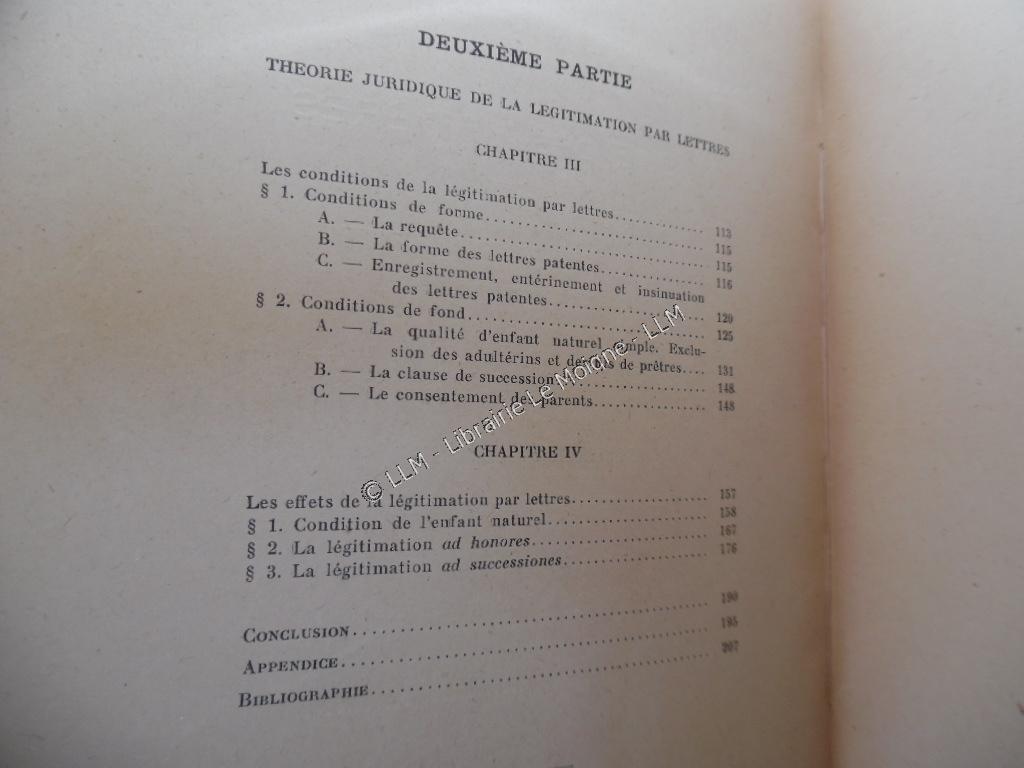 DEUXIÈME PARTIE
THEORIE JURIDIQUE DE LA LEGITIMATION PAR LETTRES
CHAPITRE III
Les conditions de la légitimation par lettres.............. 113
§ 1. Conditions de forme.............................. 115
A. — La requête.............................. 115
B. — La forme des lettres patentes.............. 116
C. — Enregistrement, entérinement et insinuation
des lettres patentes...................... 120
§ 2. Conditions de fond.............................. 125
A. — La qualité d'enfant naturel simple. Exclu-
sion des adultérins et de prêtres.... 131
B. — La clause de succession.................. 148
C. — Le consentement des parents.............. 148
CHAPITRE IV
Les effets de la légitimation par lettres.................. 157
§ 1. Condition de l'enfant naturel...................... 158
§ 2. La légitimation ad honores........................ 167
§ 3. La légitimation ad successiones.................... 176
CONCLUSION.......................................... 190
APPENDICE.......................................... 195
BIBLIOGRAPHIE...................................... 207
© LLM - Librairie Le Moigne - LLM